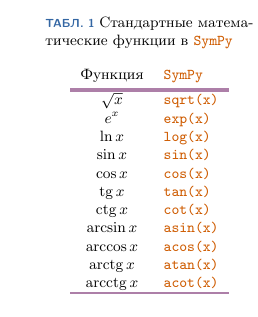 ТАБЛ. 1 Стандартные матема-
тические функции в SymPy
Функция SymPy
√x sqrt(x)
eˣ exp(x)
ln x log(x)
sin x sin(x)
cos x cos(x)
tg x tan(x)
ctg x cot(x)
arcsin x asin(x)
arccos x acos(x)
arctg x atan(x)
arcctg x acot(x)